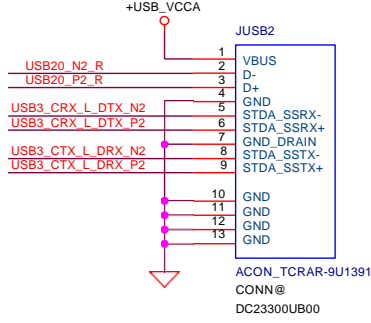 +USB_VCCA
JUSB2
1 VBUS
USB20_N2_R 2 D-
USB20_P2_R 3 D+
4 GND
USB3_CRX_L_DTX_N2 5 STDA_SSRX-
USB3_CRX_L_DTX_P2 6 STDA_SSRX+
7 GND_DRAIN
USB3_CTX_L_DRX_N2 8 STDA_SSTX-
USB3_CTX_L_DRX_P2 9 STDA_SSTX+
10 GND
11 GND
12 GND
13 GND
ACON_TCRAR-9U1391
CONN@
DC23300UB00